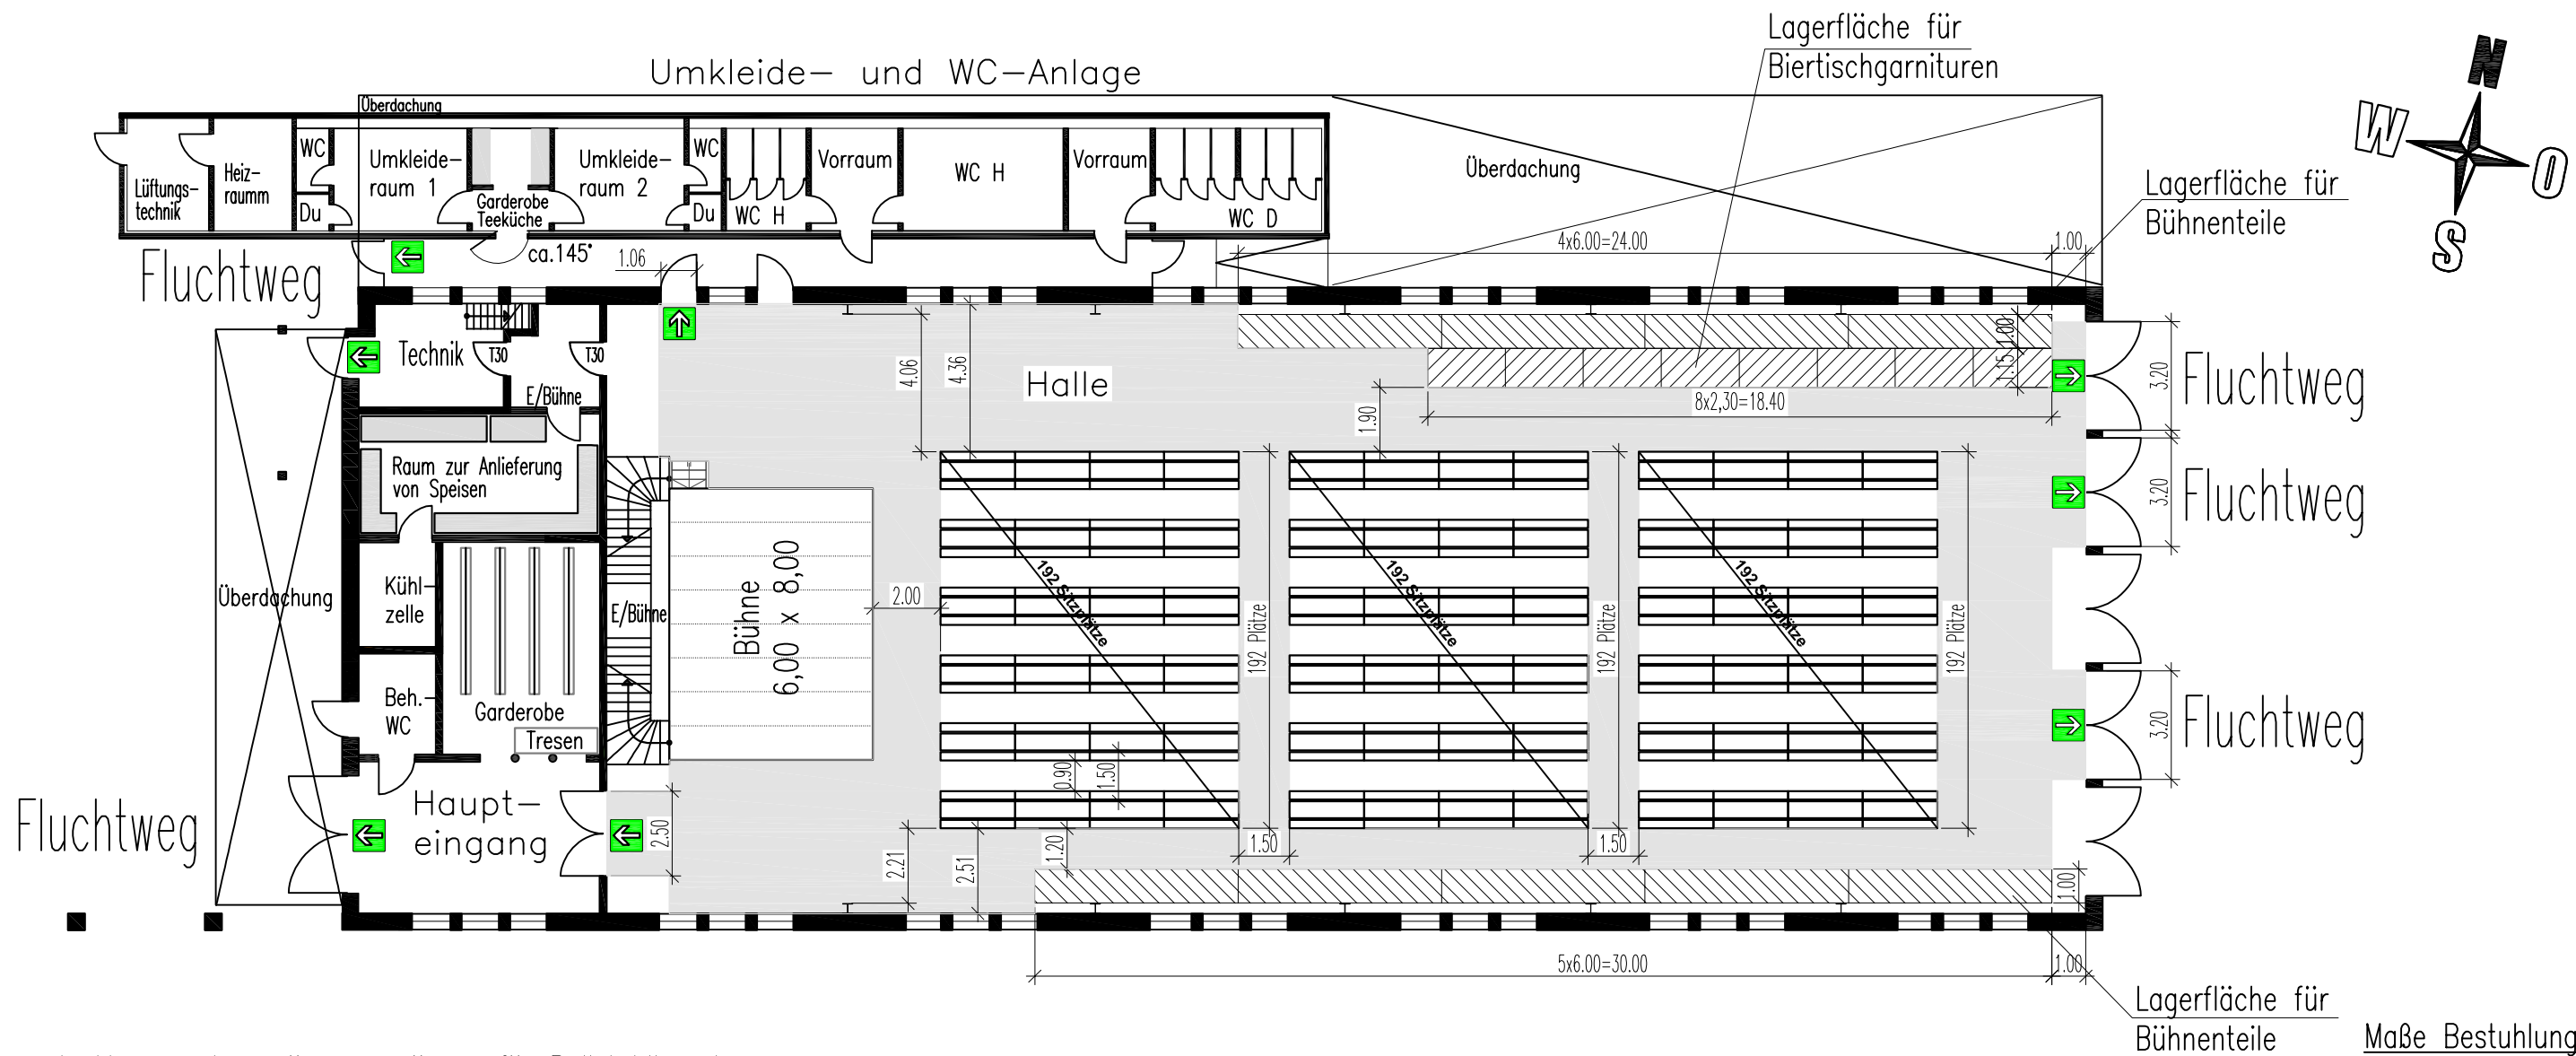 Lagerfläche für
Biertischgarnituren
Umkleide- und WC-Anlage
N
W
O
S
Überdachung
Lüftungs-
technik
Heiz-
raumm
WC
Du
Umkleide-
raum 1
Garderobe
Teeküche
Umkleide-
raum 2
WC
Du
WC H
Vorraum
WC H
Vorraum
WC D
Überdachung
Lagerfläche für
Bühnenteile
4x6.00=24.00
1.00
Fluchtweg
ca.145°
1.06
Technik
T30
T30
E/Bühne
4.06
4.36
Halle
1.00
1.15
1.90
8x2,30=18.40
3.20
Fluchtweg
Raum zur Anlieferung
von Speisen
3.20
Fluchtweg
Überdachung
Kühl-
zelle
E/Bühne
Bühne
6,00 x 8,00
2.00
192 Sitzplätze
192 Plätze
192 Sitzplätze
192 Plätze
192 Sitzplätze
192 Plätze
Beh.-
WC
Garderobe
Tresen
3.20
Fluchtweg
0.90
1.50
Fluchtweg
Haupt-
eingang
2.50
2.21
2.51
1.20
1.50
1.50
1.00
5x6.00=30.00
1.00
Lagerfläche für
Bühnenteile
Maße Bestuhlung